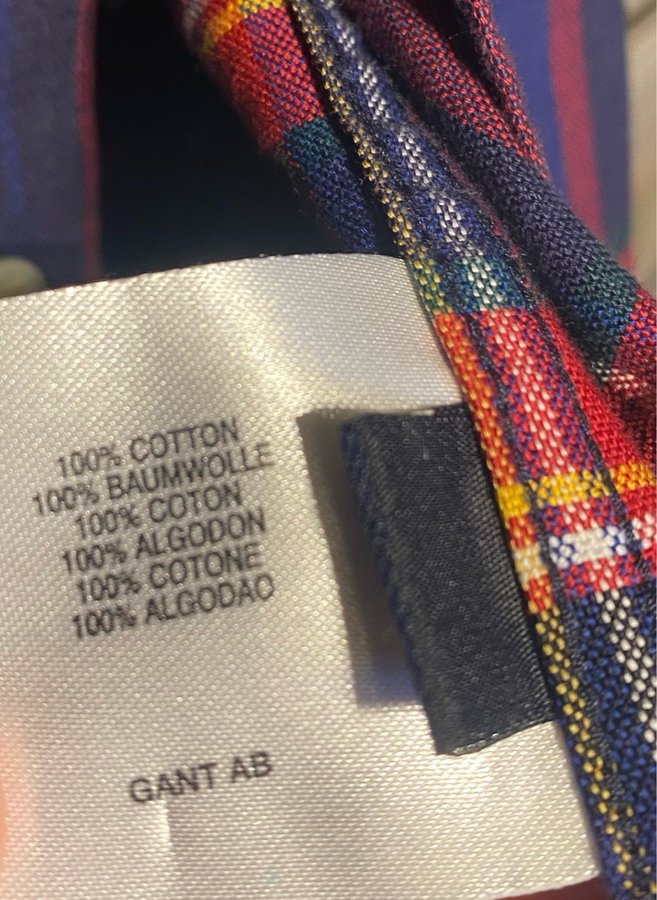 100% COTTON
100% BAUMWOLLE
100% COTON
100% ALGODON
100% COTONE
100% ALGODAO
GANT AB